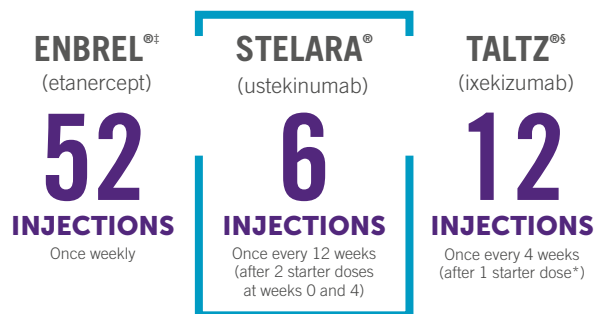 ENBREL®‡
(etanercept)
52
INJECTIONS
Once weekly
STELARA®
(ustekinumab)
6
INJECTIONS
Once every 12 weeks
(after 2 starter doses
at weeks 0 and 4)
TALTZ®§
(ixekizumab)
12
INJECTIONS
Once every 4 weeks
(after 1 starter dose*)